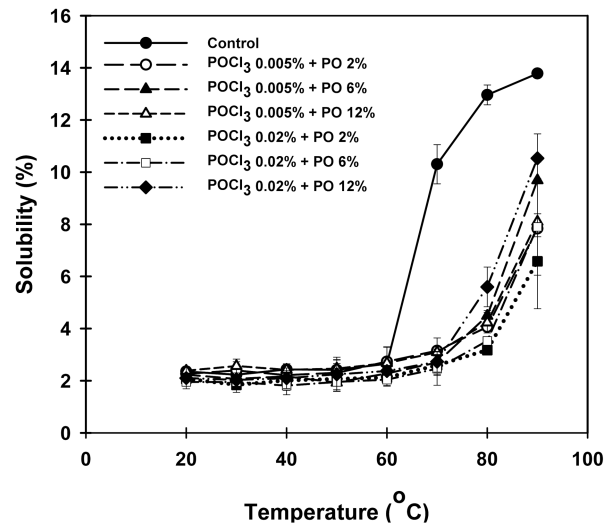 Control
POCl3 0.005% + PO 2%
POCl3 0.005% + PO 6%
POCl3 0.005% + PO 12%
POCl3 0.02% + PO 2%
POCl3 0.02% + PO 6%
POCl3 0.02% + PO 12%
16
14
12
10
8
6
4
2
0
Solubility (%)
0 20 40 60 80 100
Temperature (°C)